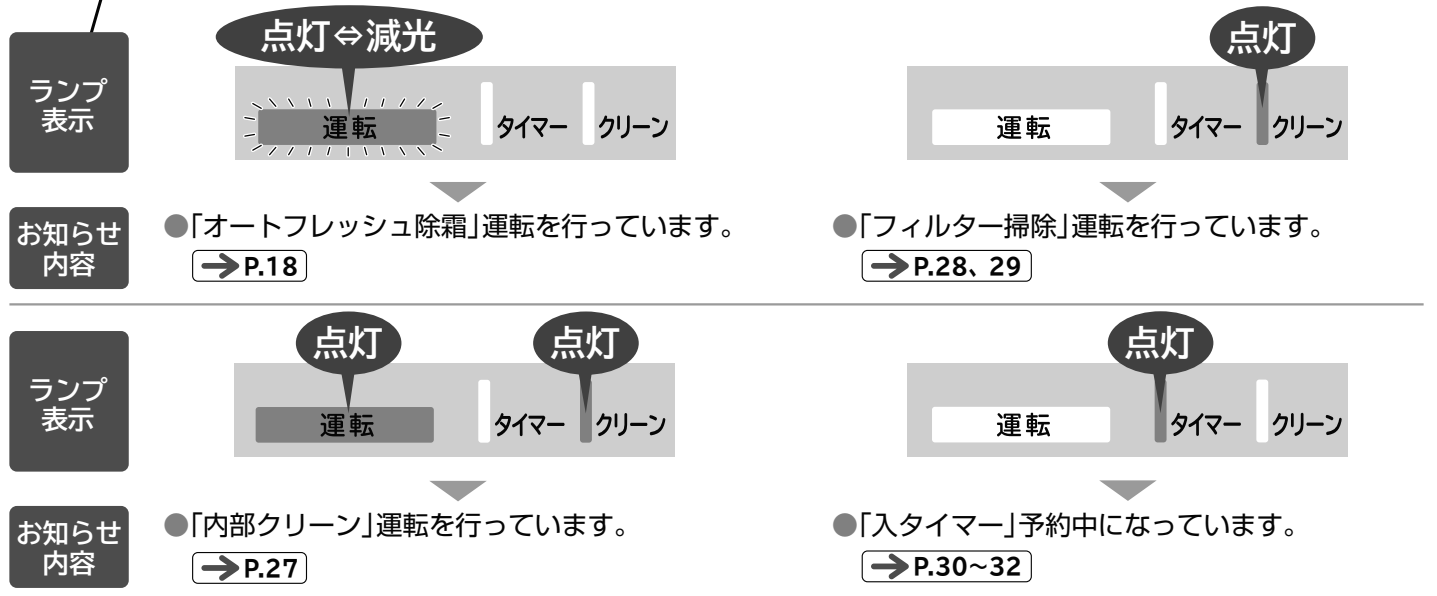 ランプ
表示
点灯⇔減光
運転
タイマー
クリーン
点灯
運転
タイマー
クリーン
お知らせ
内容
●「オートフレッシュ除霜」運転を行っています。
→P.18
●「フィルター掃除」運転を行っています。
→P.28、29
ランプ
表示
点灯
点灯
運転
タイマー
クリーン
点灯
運転
タイマー
クリーン
お知らせ
内容
●「内部クリーン」運転を行っています。
→P.27
●「入タイマー」予約中になっています。
→P.30~32